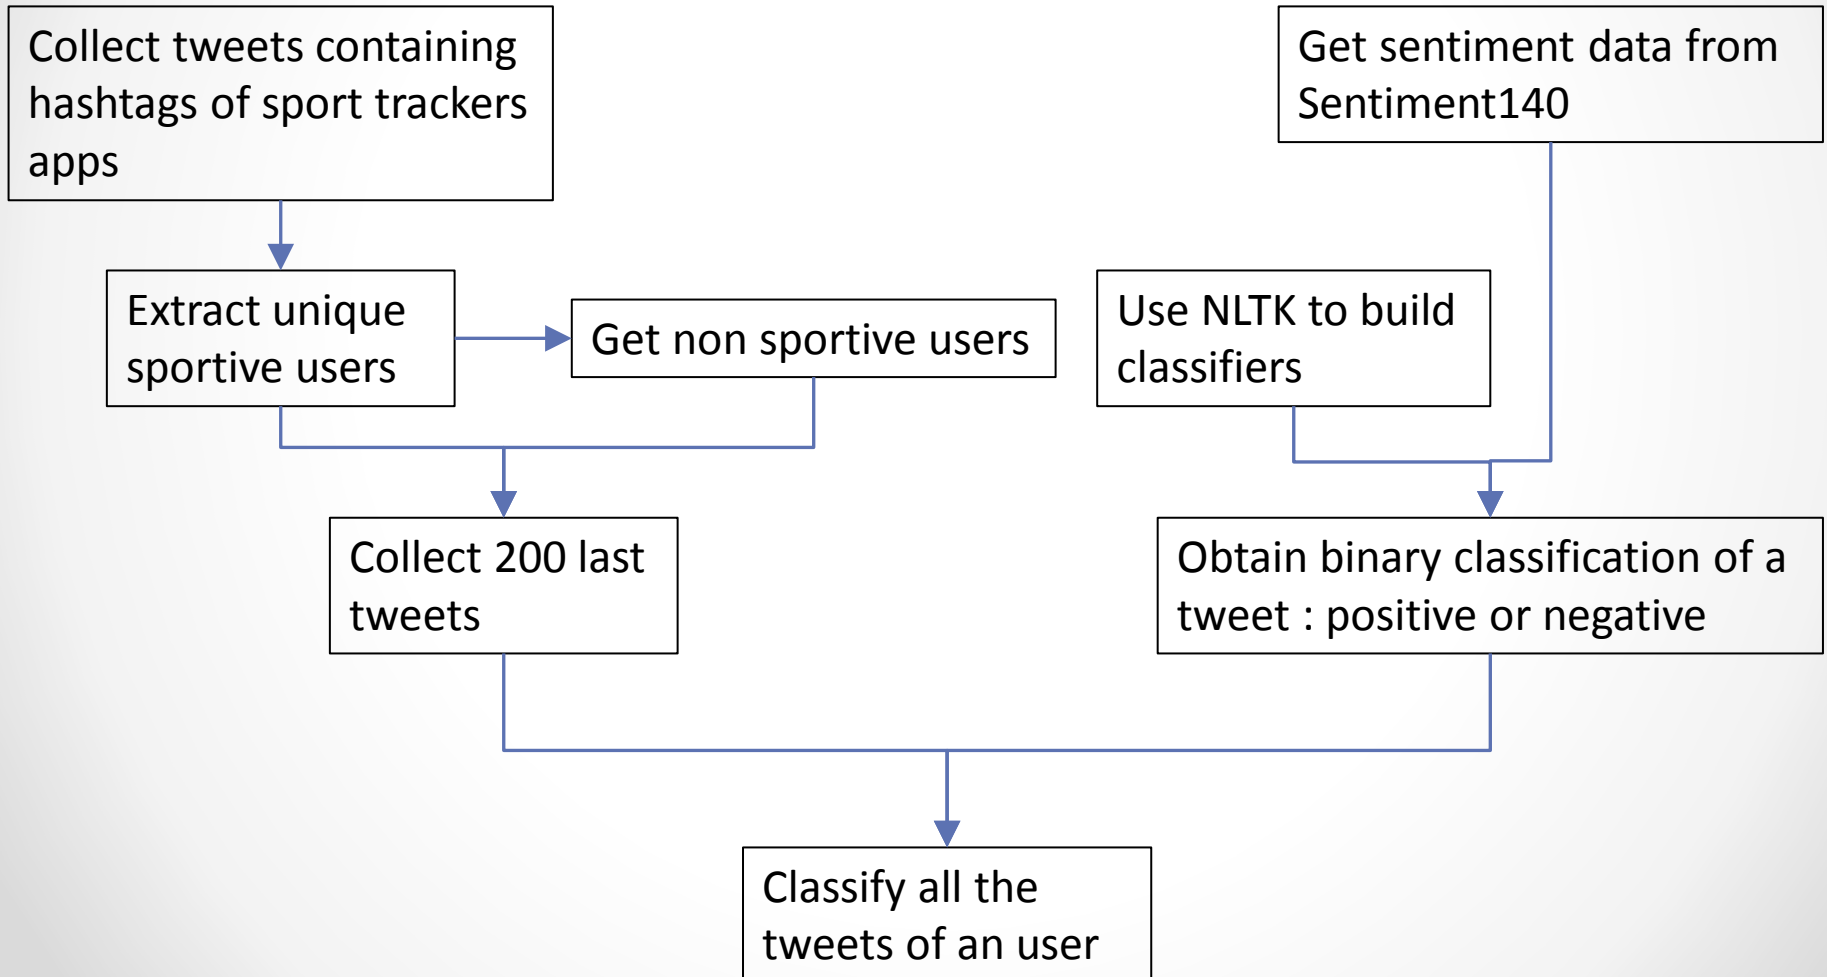 Collect tweets containing
hashtags of sport trackers
apps
Get sentiment data from
Sentiment140
Extract unique
sportive users
Get non sportive users
Use NLTK to build
classifiers
Collect 200 last
tweets
Obtain binary classification of a
tweet : positive or negative
Classify all the
tweets of an user